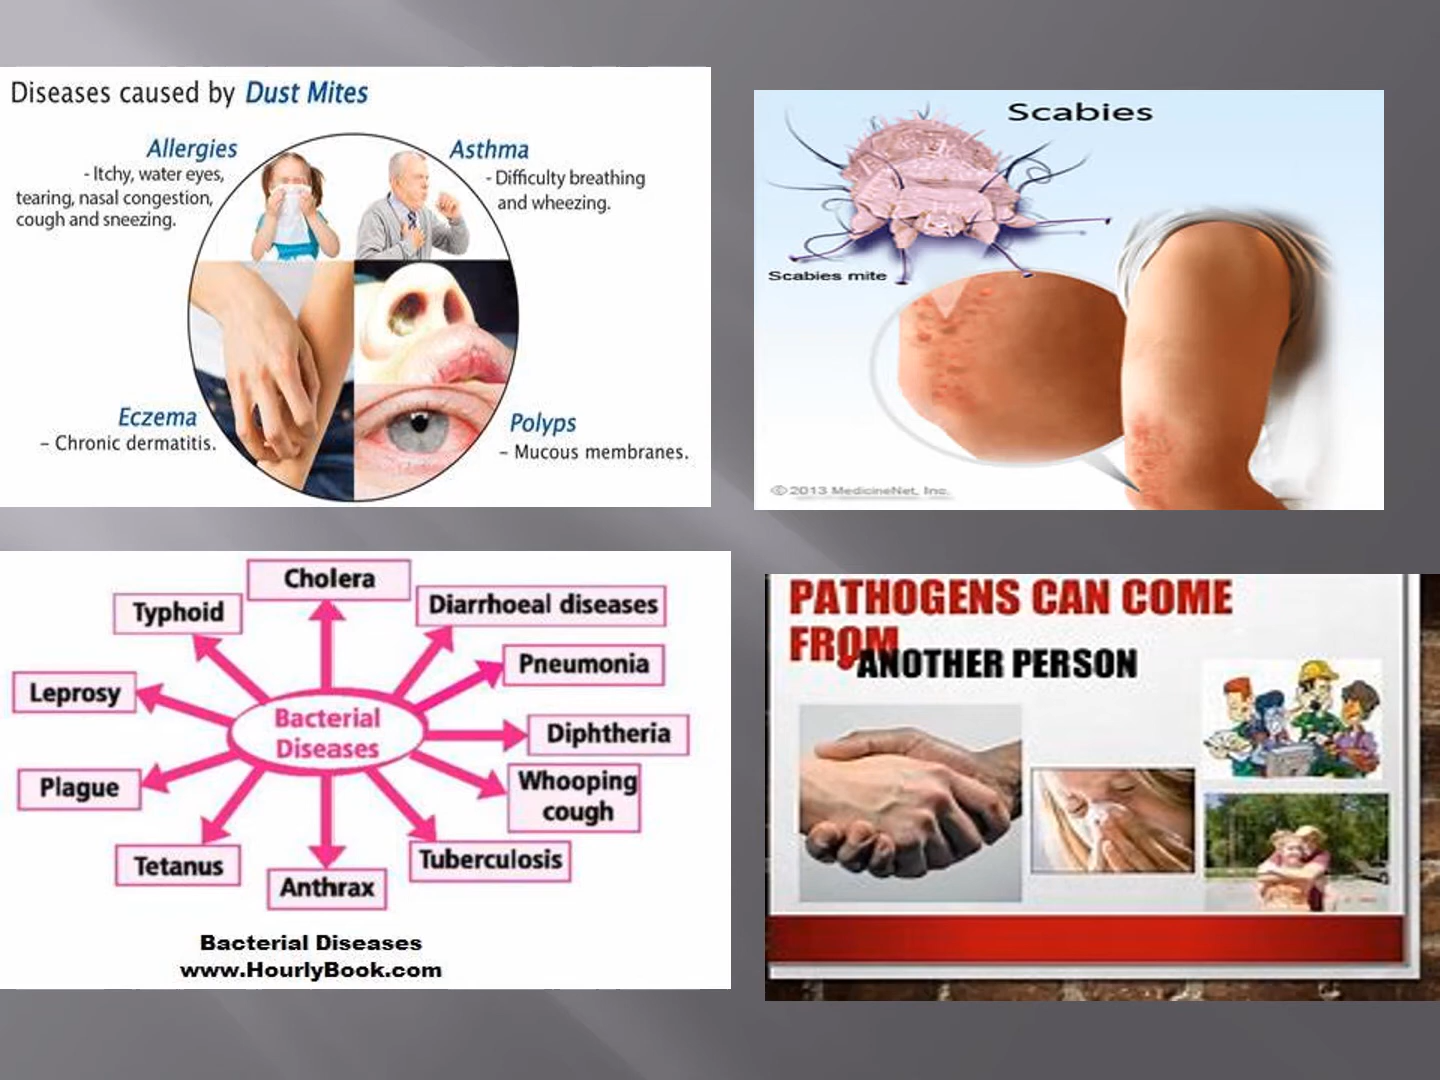 Diseases caused by Dust Mites
Allergies
- Itchy, water eyes,
tearing, nasal congestion,
cough and sneezing.
Asthma
- Difficulty breathing
and wheezing.
Eczema
– Chronic dermatitis.
Polyps
– Mucous membranes.
Scabies
Scabies mite
©2013 MedicineNet, Inc.
Cholera
Typhoid
Diarrhoeal diseases
Pneumonia
Leprosy
Bacterial
Diseases
Diphtheria
Plague
Whooping
cough
Tetanus
Anthrax
Tuberculosis
Bacterial Diseases
www.HourlyBook.com
PATHOGENS CAN COME
FROM
ANOTHER PERSON